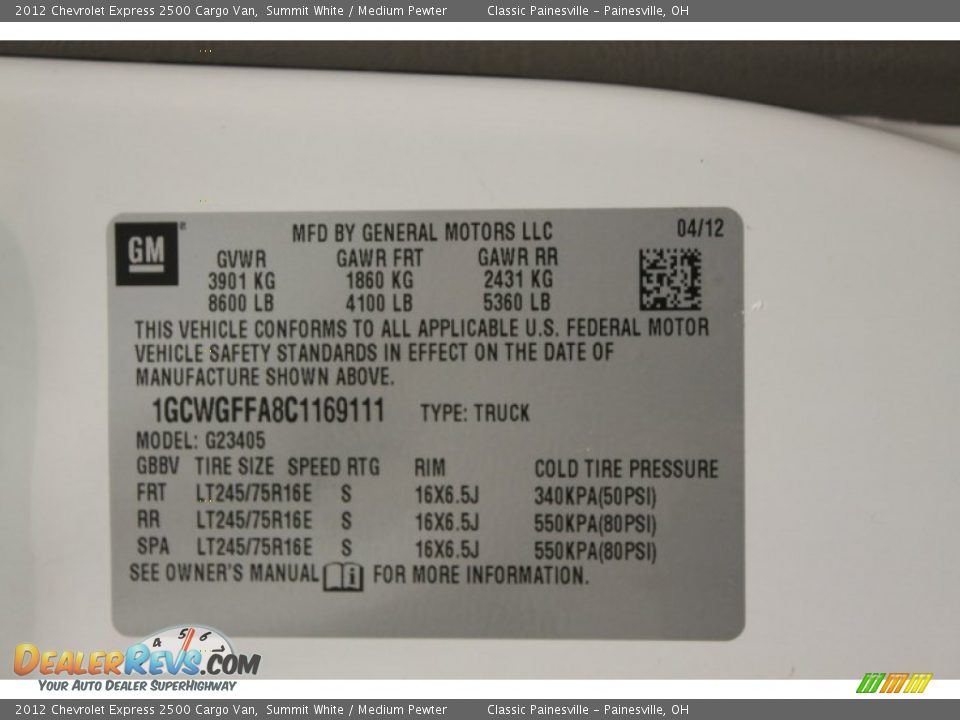 2012 Chevrolet Express 2500 Cargo Van, Summit White / Medium Pewter Classic Painesville - Painesville, OH
GM ®
MFD BY GENERAL MOTORS LLC 04/12
GVWR GAWR FRT GAWR RR
3901 KG 1860 KG 2431 KG
8600 LB 4100 LB 5360 LB
THIS VEHICLE CONFORMS TO ALL APPLICABLE U.S. FEDERAL MOTOR
VEHICLE SAFETY STANDARDS IN EFFECT ON THE DATE OF
MANUFACTURE SHOWN ABOVE.
1GCWGFFA8C1169111 TYPE: TRUCK
MODEL: G23405
GBBV TIRE SIZE SPEED RTG RIM COLD TIRE PRESSURE
FRT LT245/75R16E S 16X6.5J 340KPA(50PSI)
RR LT245/75R16E S 16X6.5J 550KPA(80PSI)
SPA LT245/75R16E S 16X6.5J 550KPA(80PSI)
SEE OWNER'S MANUAL i FOR MORE INFORMATION.
4 5 6
DealerRevs.com
Your Auto Dealer SuperHighway
2012 Chevrolet Express 2500 Cargo Van, Summit White / Medium Pewter Classic Painesville - Painesville, OH